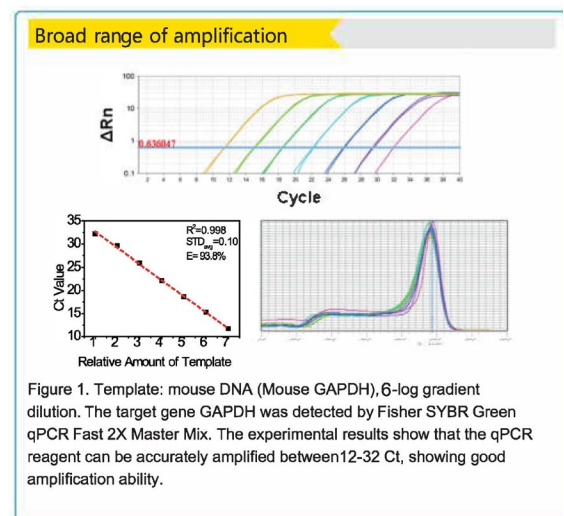 Broad range of amplification
100
10
1
0.1
ΔRn
0.636047
2 4 6 8 10 12 14 16 18 20 22 24 26 28 30 32 34 36 38 40
Cycle
35
30
25
20
15
10
Ct Value
R²=0.998
STDavg=0.10
E= 93.8%
1 2 3 4 5 6 7
Relative Amount of Template
Figure 1. Template: mouse DNA (Mouse GAPDH), 6-log gradient
dilution. The target gene GAPDH was detected by Fisher SYBR Green
qPCR Fast 2X Master Mix. The experimental results show that the qPCR
reagent can be accurately amplified between12-32 Ct, showing good
amplification ability.